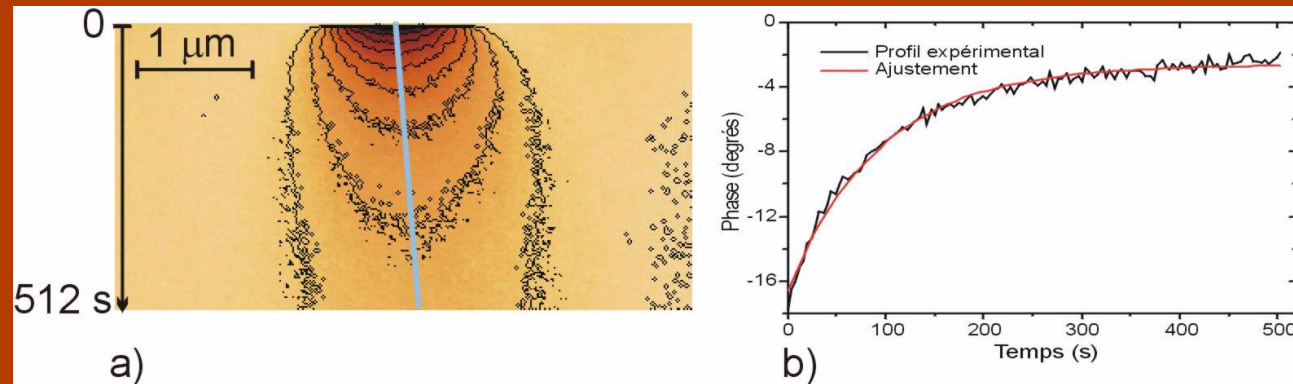 0
1 μm
512 s
a)
0
-4
-8
-12
-16
Phase (degrés)
Profil expérimental
Ajustement
0 100 200 300 400 500
Temps (s)
b)